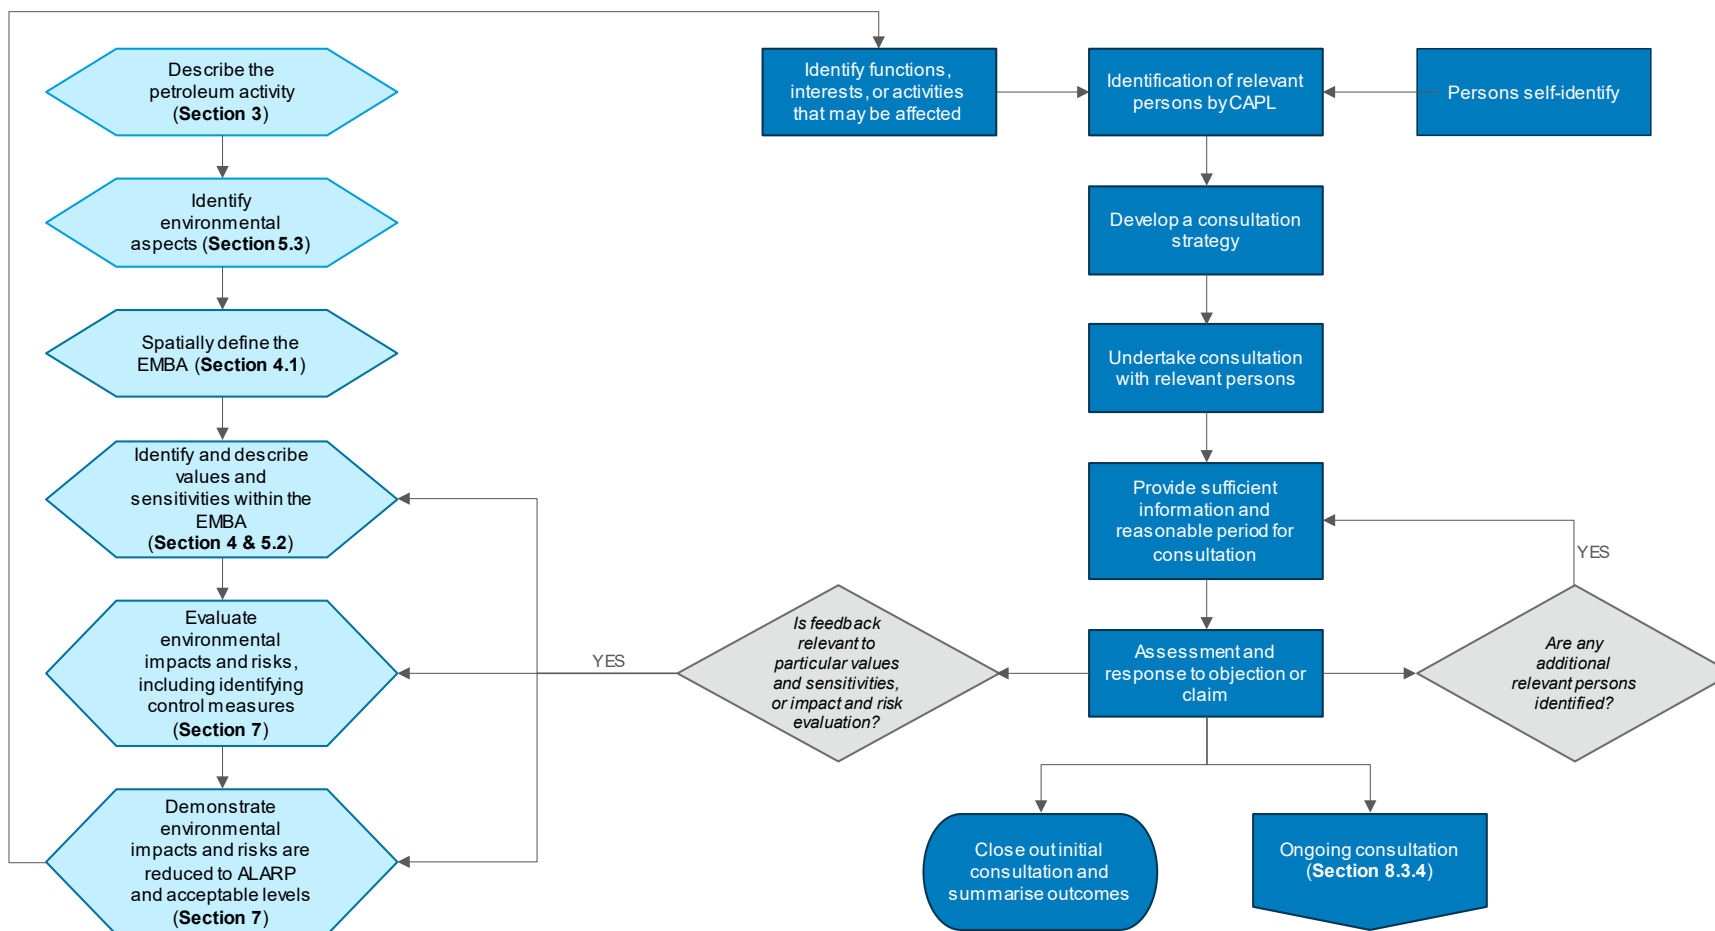 Describe the
petroleum activity
(Section 3)
Identify
environmental
aspects (Section 5.3)
Spatially define the
EMBA (Section 4.1)
Identify and describe
values and
sensitivities within the
EMBA
(Section 4 & 5.2)
Evaluate
environmental
impacts and risks,
including identifying
control measures
(Section 7)
Demonstrate
environmental
impacts and risks are
reduced to ALARP
and acceptable levels
(Section 7)
Identify functions,
interests, or activities
that may be affected
Identification of relevant
persons by CAPL
Persons self-identify
Develop a consultation
strategy
Undertake consultation
with relevant persons
Provide sufficient
information and
reasonable period for
consultation
YES
Is feedback
relevant to
particular values
and sensitivities,
or impact and risk
evaluation?
YES
Assessment and
response to objection or
claim
Are any
additional
relevant persons
identified?
Close out initial
consultation and
summarise outcomes
Ongoing consultation
(Section 8.3.4)